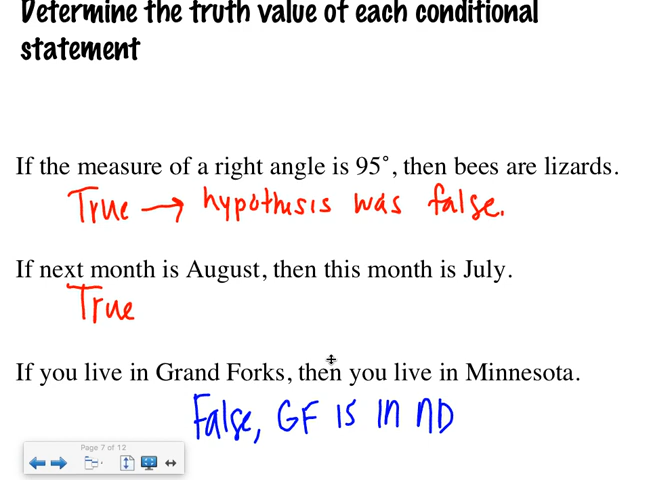 Determine the truth value of each conditional
statement
If the measure of a right angle is 95°, then bees are lizards.
True → hypothesis was false.
If next month is August, then this month is July.
True
If you live in Grand Forks, then you live in Minnesota.
False, GF is in ND
Page 7 of 12